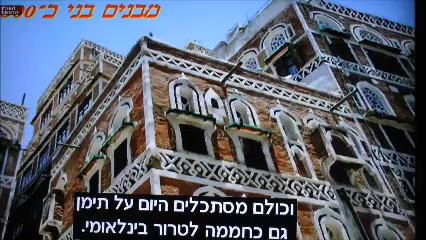 מבנים בני כ־
וכולם מסתכלים היום על תימן
גם כחממה לטרור בינלאומי.